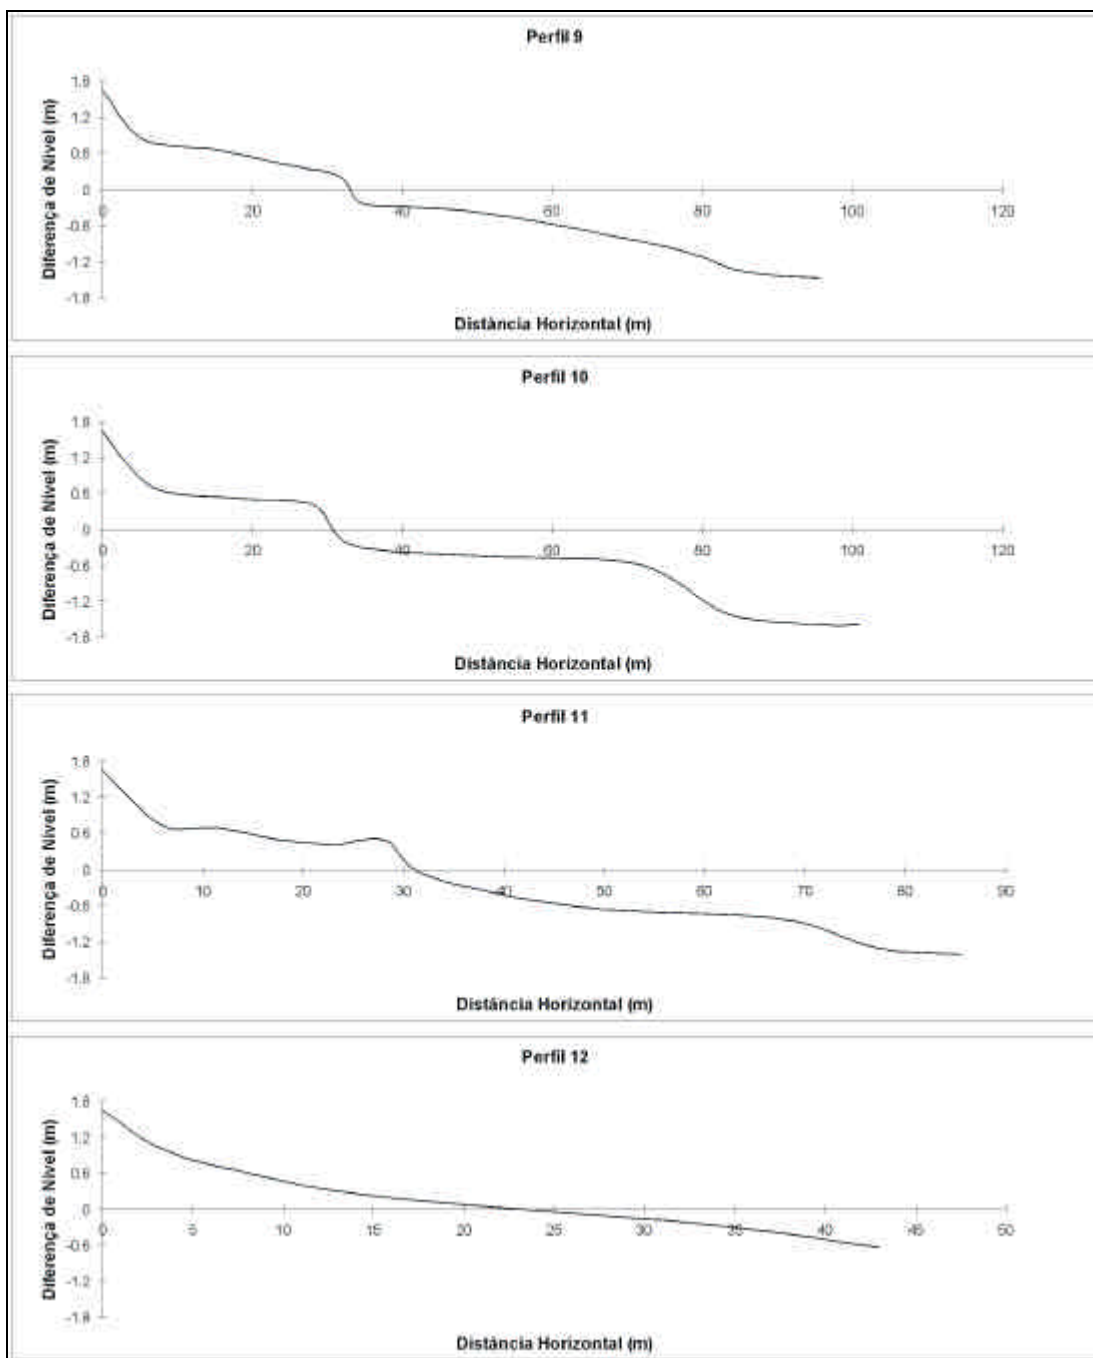 Perfil 9
Diferença de Nível (m)
1.8
1.2
0.6
0
-0.6
-1.2
-1.8
0 20 40 60 80 100 120
Distância Horizontal (m)
Perfil 10
Diferença de Nível (m)
1.8
1.2
0.6
0
-0.6
-1.2
-1.8
0 20 40 60 80 100 120
Distância Horizontal (m)
Perfil 11
Diferença de Nível (m)
1.8
1.2
0.6
0
-0.6
-1.2
-1.8
0 10 20 30 40 50 60 70 80 90
Distância Horizontal (m)
Perfil 12
Diferença de Nível (m)
1.8
1.2
0.6
0
-0.6
-1.2
-1.8
0 5 10 15 20 25 30 35 40 45 50
Distância Horizontal (m)